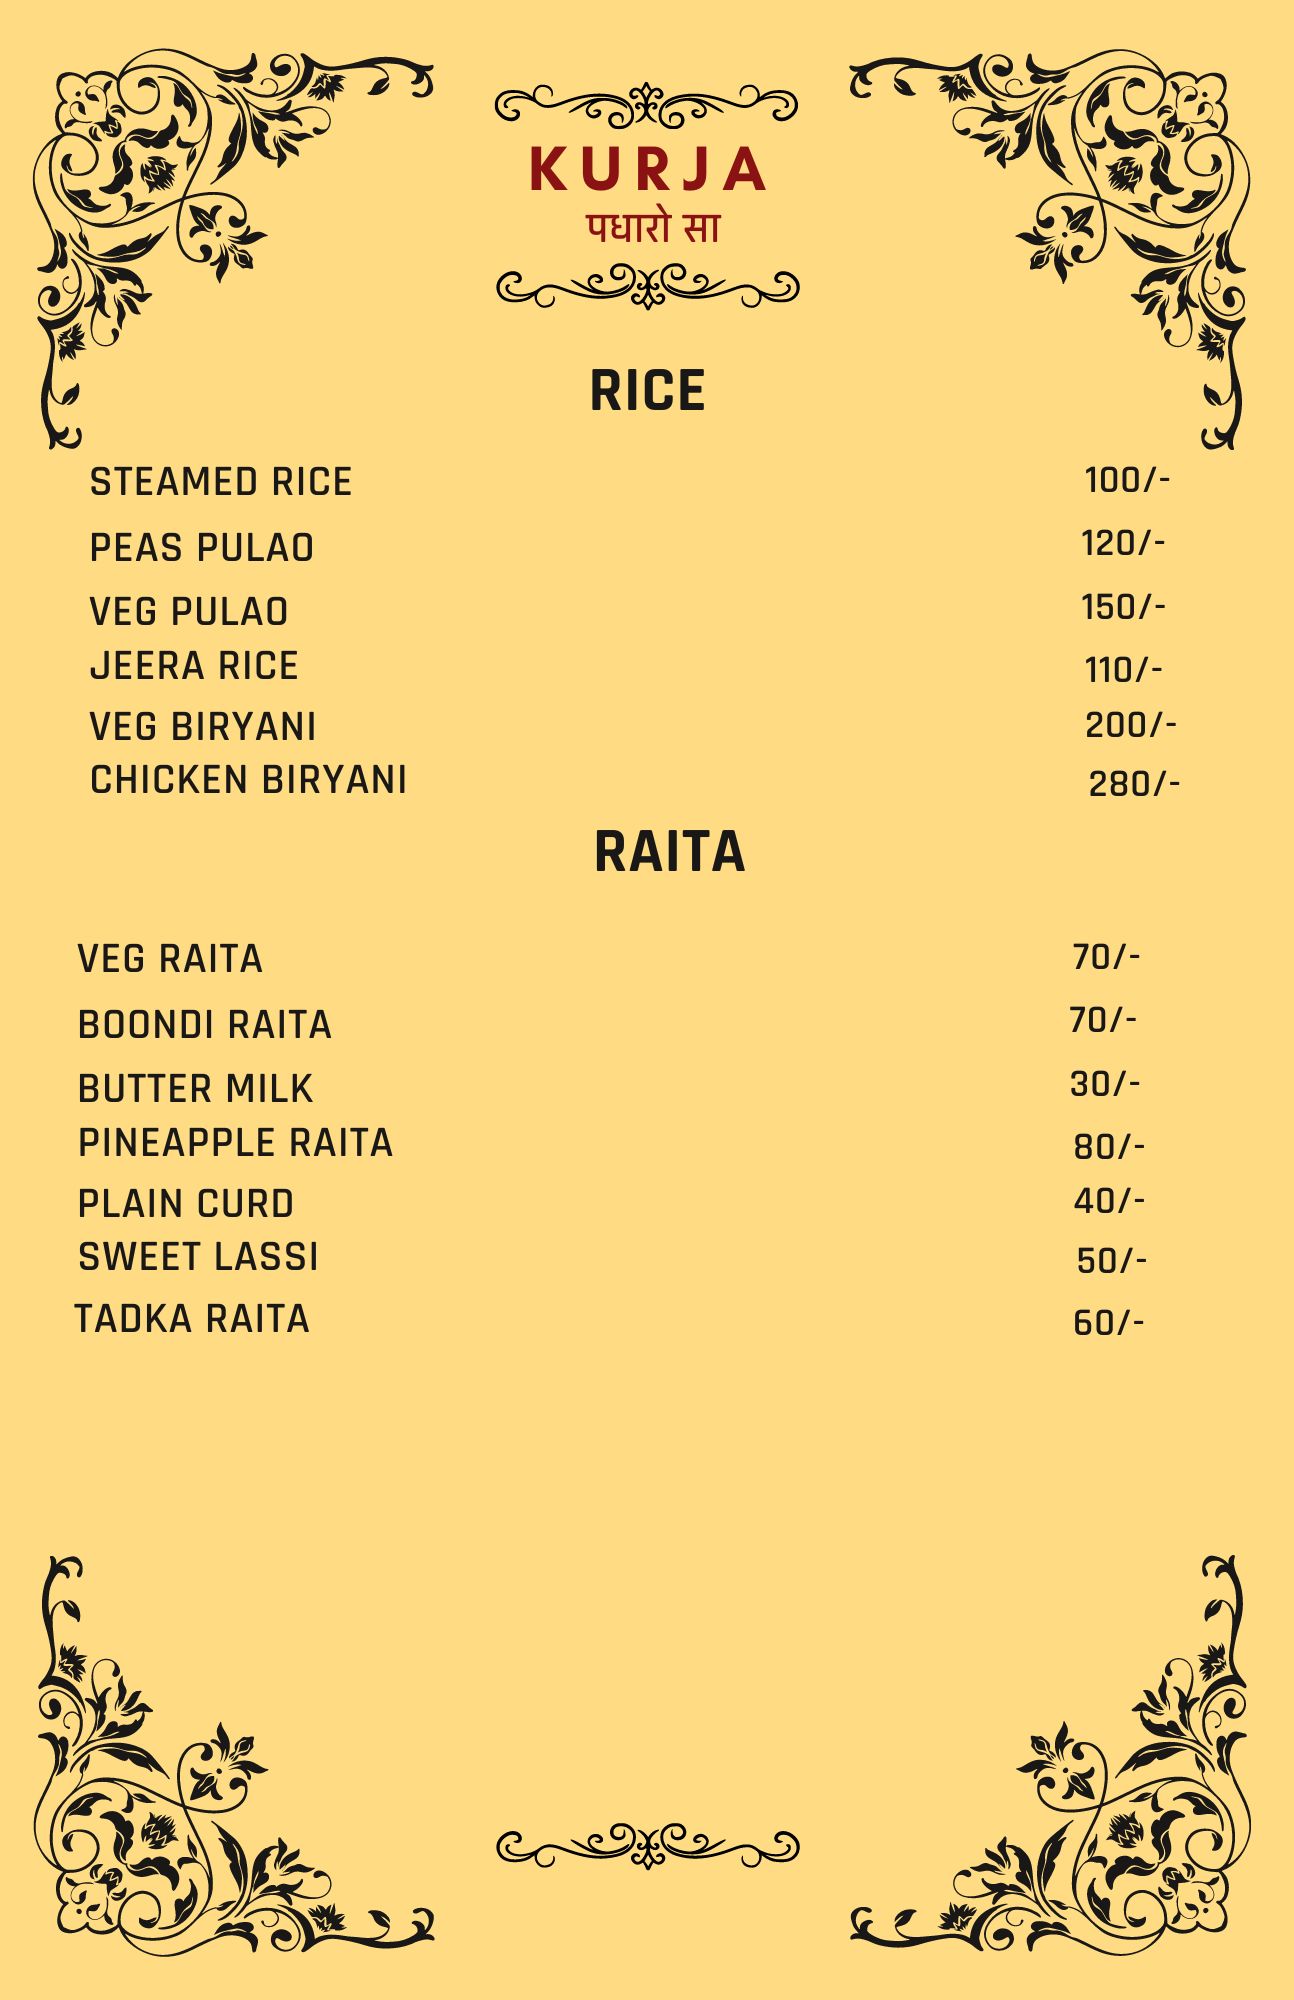 KURJA
पधारो सा
RICE
STEAMED RICE 100/-
PEAS PULAO 120/-
VEG PULAO 150/-
JEERA RICE 110/-
VEG BIRYANI 200/-
CHICKEN BIRYANI 280/-
RAITA
VEG RAITA 70/-
BOONDI RAITA 70/-
BUTTER MILK 30/-
PINEAPPLE RAITA 80/-
PLAIN CURD 40/-
SWEET LASSI 50/-
TADKA RAITA 60/-